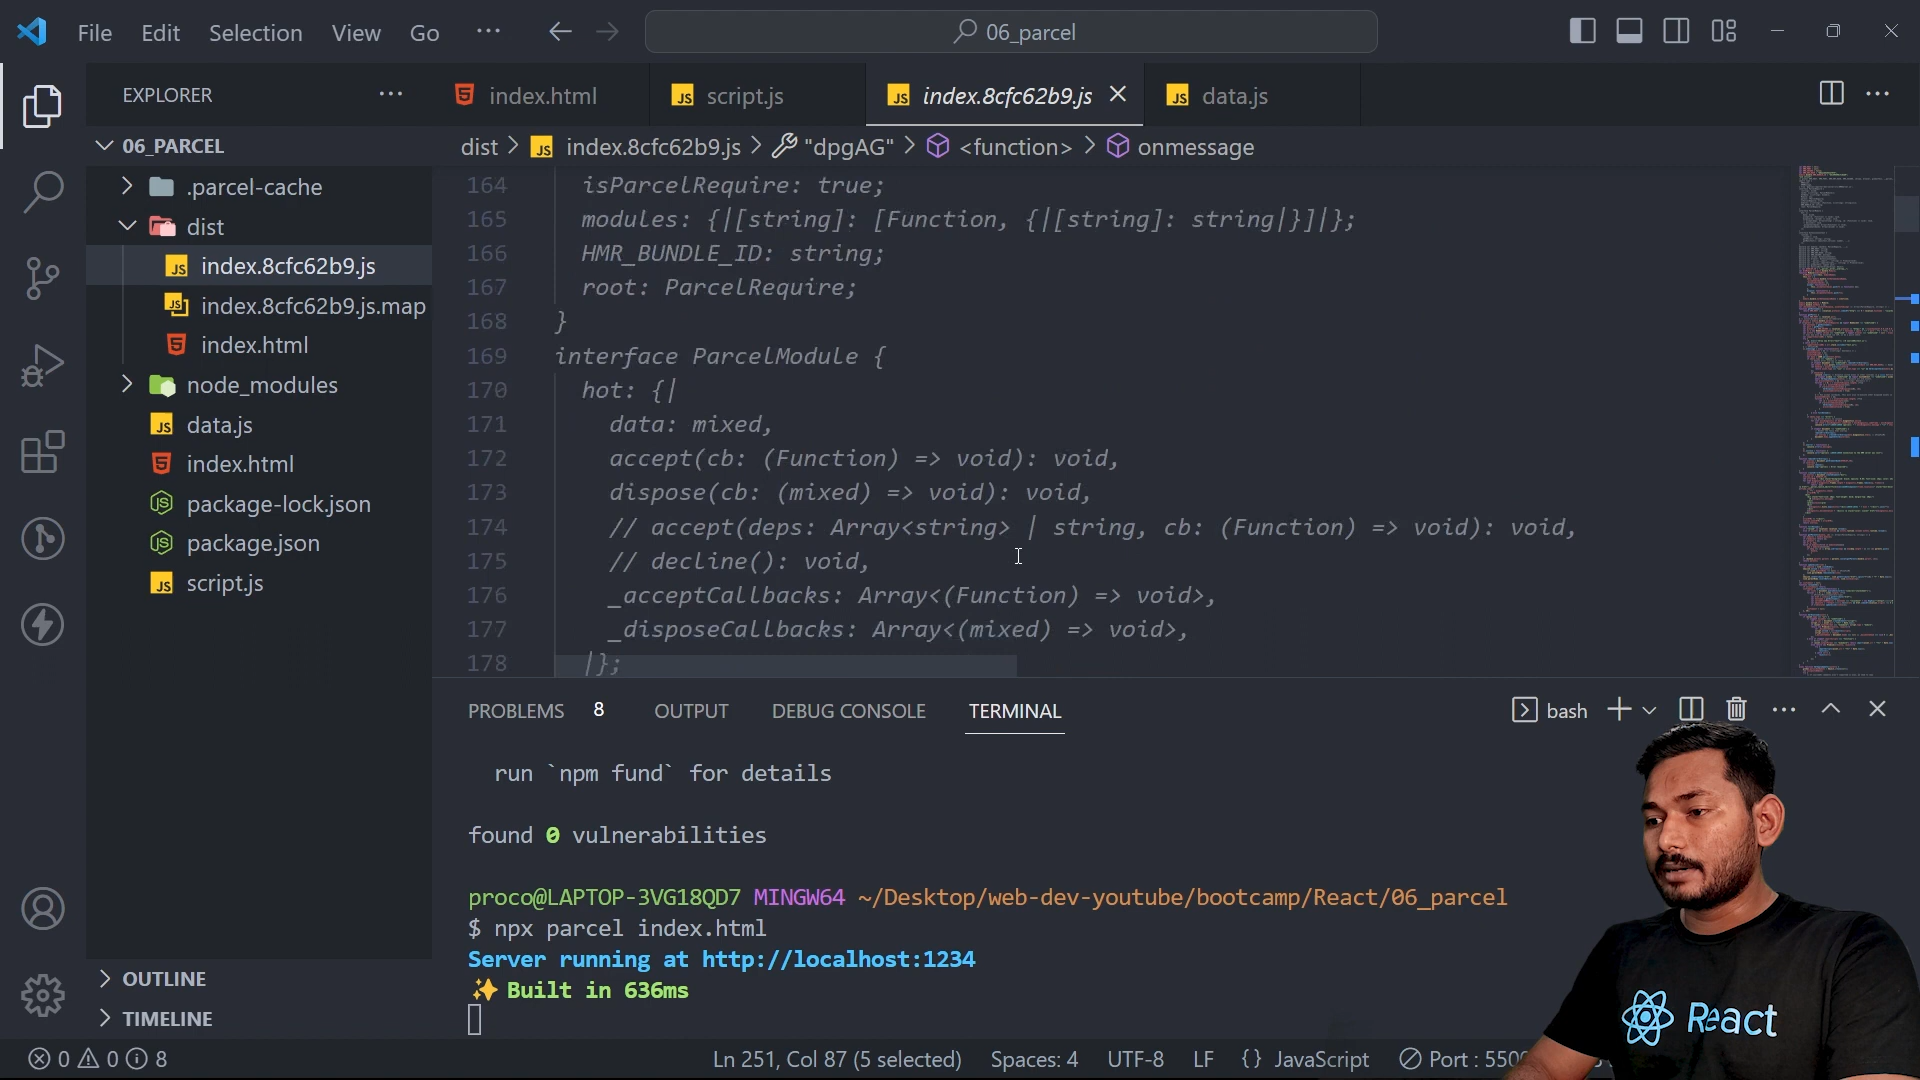 File Edit Selection View Go ··· 06_parcel
EXPLORER ···
index.html script.js index.8cfc62b9.js data.js
06_PARCEL
dist > index.8cfc62b9.js > "dpgAG" > <function> > onmessage
.parcel-cache
dist
index.8cfc62b9.js
index.8cfc62b9.js.map
index.html
node_modules
data.js
index.html
package-lock.json
package.json
script.js
OUTLINE
TIMELINE
164 isParcelRequire: true;
165 modules: {|[string]: [Function, {|[string]: string|}]|};
166 HMR_BUNDLE_ID: string;
167 root: ParcelRequire;
168 }
169 interface ParcelModule {
170 hot: {|
171 data: mixed,
172 accept(cb: (Function) => void): void,
173 dispose(cb: (mixed) => void): void,
174 // accept(deps: Array<string> | string, cb: (Function) => void): void,
175 // decline(): void,
176 _acceptCallbacks: Array<(Function) => void>,
177 _disposeCallbacks: Array<(mixed) => void>,
178 |};
PROBLEMS 8 OUTPUT DEBUG CONSOLE TERMINAL bash
run `npm fund` for details
found 0 vulnerabilities
proco@LAPTOP-3VG18QD7 MINGW64 ~/Desktop/web-dev-youtube/bootcamp/React/06_parcel
$ npx parcel index.html
Server running at http://localhost:1234
✨ Built in 636ms
React
0 0 8 Ln 251, Col 87 (5 selected) Spaces: 4 UTF-8 LF {} JavaScript Port : 550